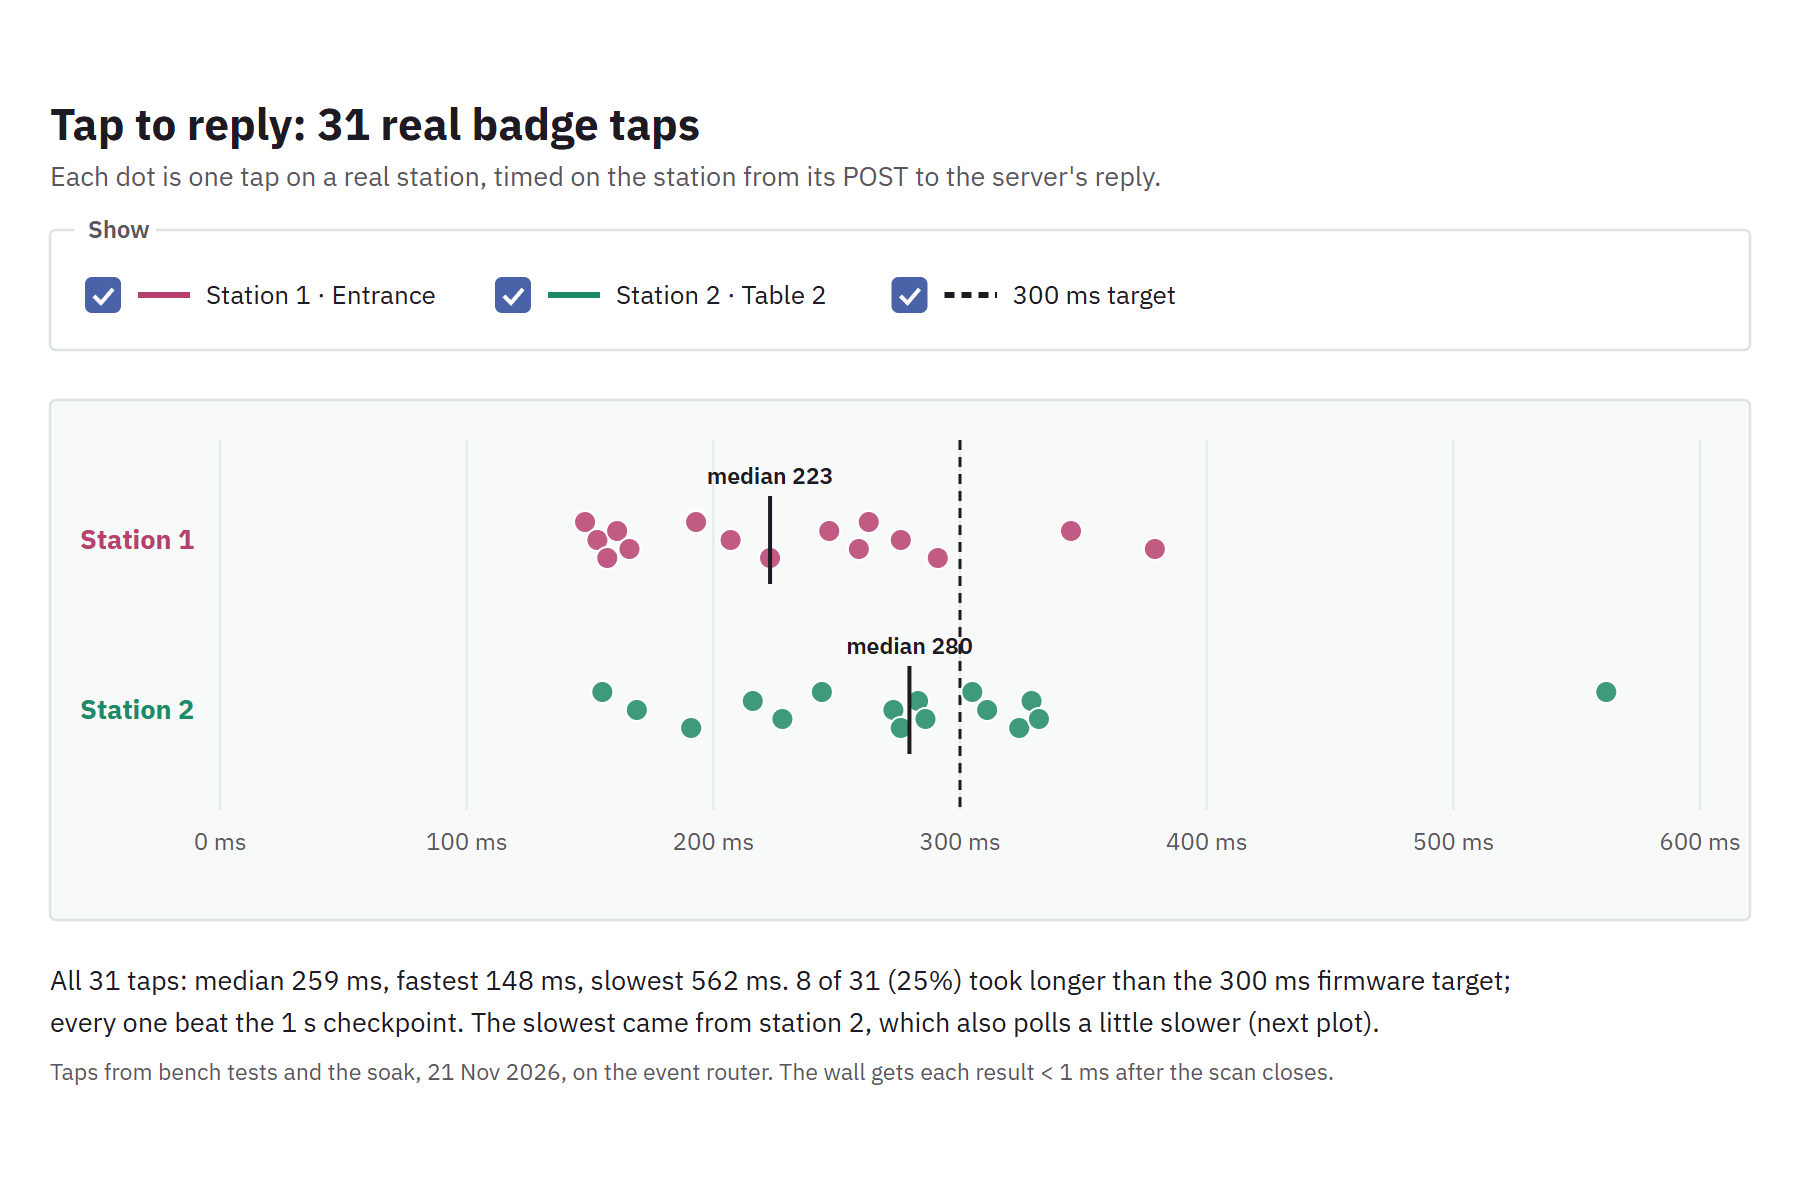 Tap to reply: 31 real badge taps
Each dot is one tap on a real station, timed on the station from its POST to the server's reply.
Show
Station 1 · Entrance
Station 2 · Table 2
300 ms target
median 223
Station 1
median 280
Station 2
0 ms
100 ms
200 ms
300 ms
400 ms
500 ms
600 ms
All 31 taps: median 259 ms, fastest 148 ms, slowest 562 ms. 8 of 31 (25%) took longer than the 300 ms firmware target;
every one beat the 1 s checkpoint. The slowest came from station 2, which also polls a little slower (next plot).
Taps from bench tests and the soak, 21 Nov 2026, on the event router. The wall gets each result < 1 ms after the scan closes.